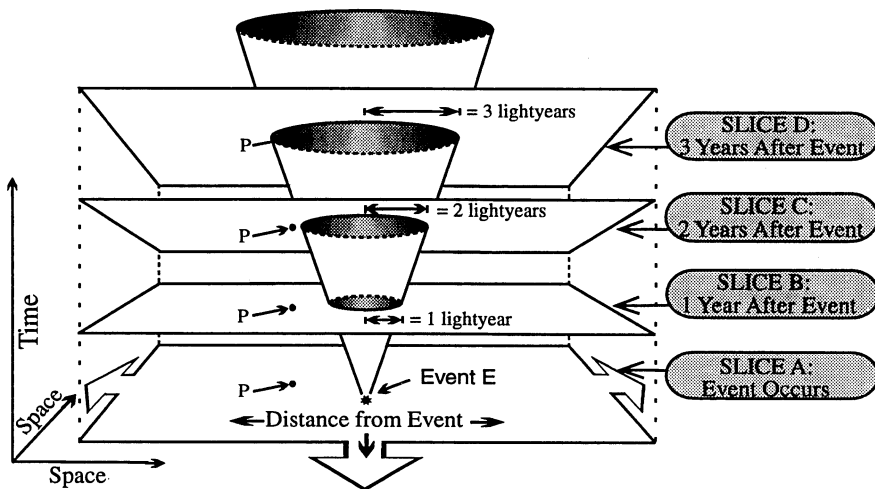 = 3 lightyears
SLICE D:
3 Years After Event
P
= 2 lightyears
SLICE C:
2 Years After Event
P
SLICE B:
1 Year After Event
P
= 1 lightyear
Time
SLICE A:
Event Occurs
P
Event E
Space
Distance from Event
Space